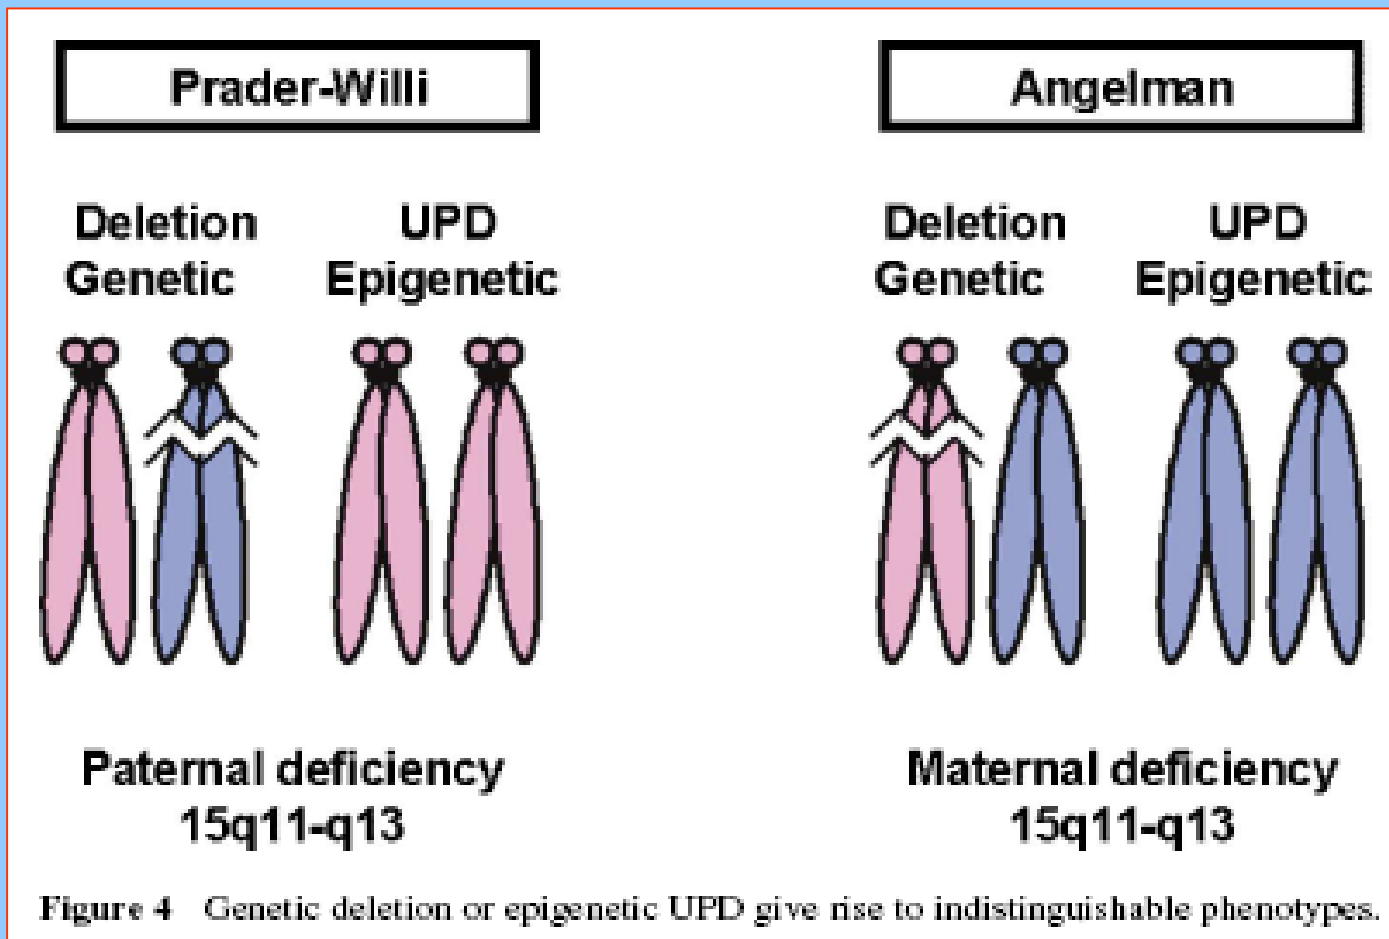 Prader-Willi
Angelman
Deletion
Genetic
UPD
Epigenetic
Deletion
Genetic
UPD
Epigenetic
Paternal deficiency
15q11-q13
Maternal deficiency
15q11-q13
Figure 4 Genetic deletion or epigenetic UPD give rise to indistinguishable phenotypes.